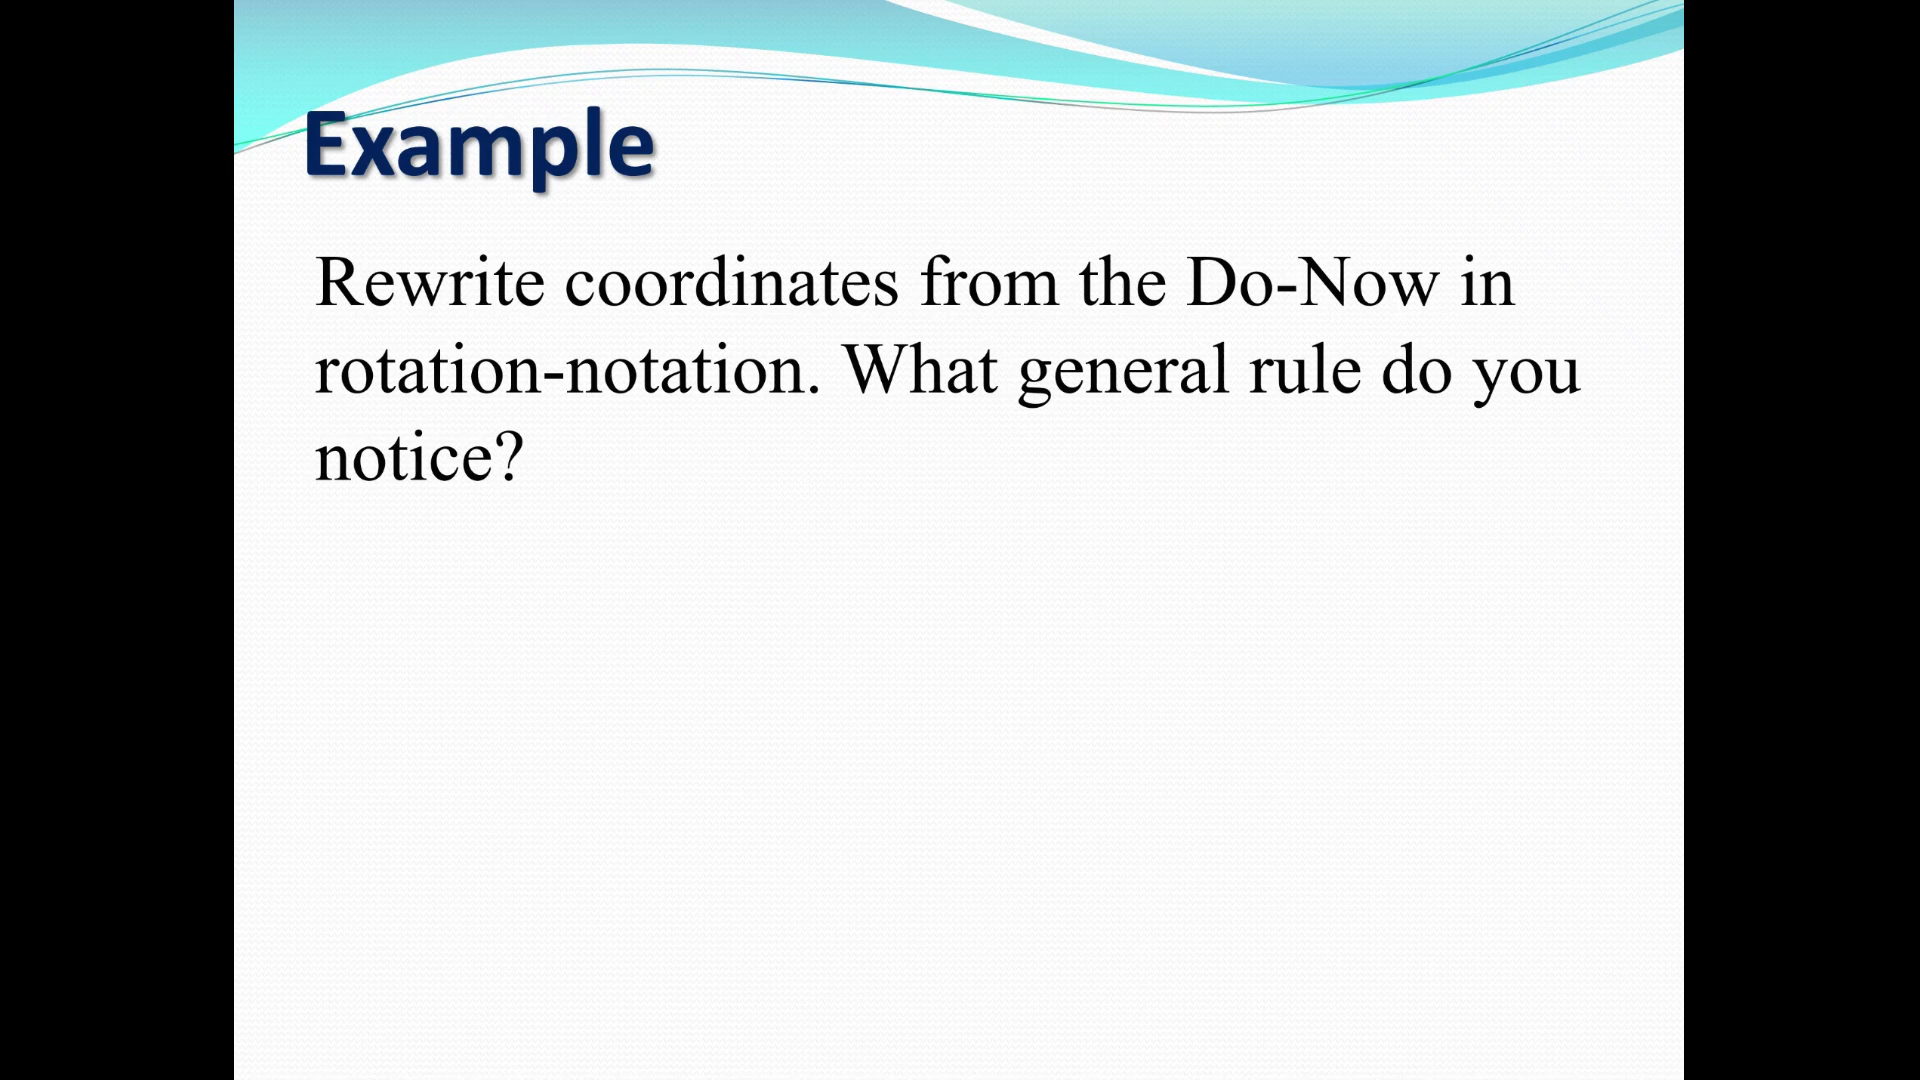 Example
Rewrite coordinates from the Do-Now in
rotation-notation. What general rule do you
notice?